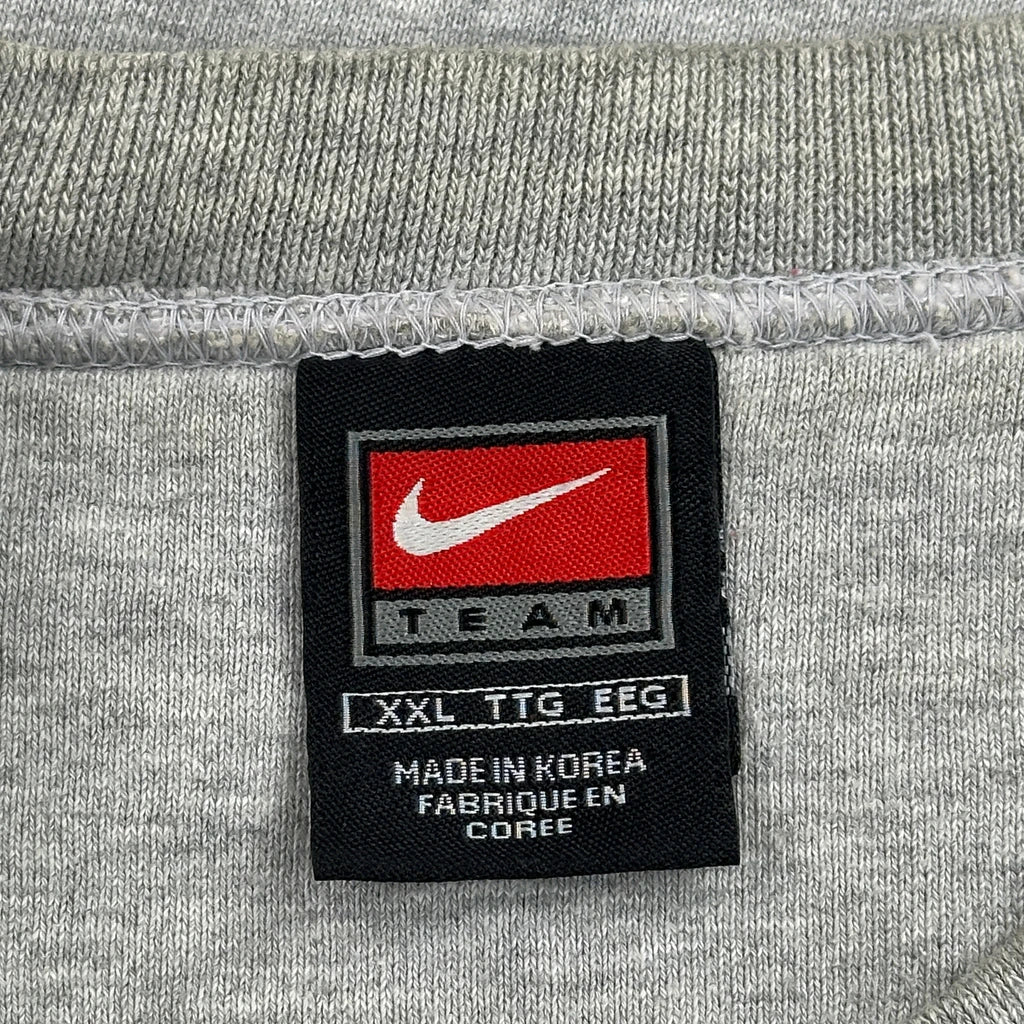 TEAM
XXL TTG EEG
MADE IN KOREA
FABRIQUE EN
COREE